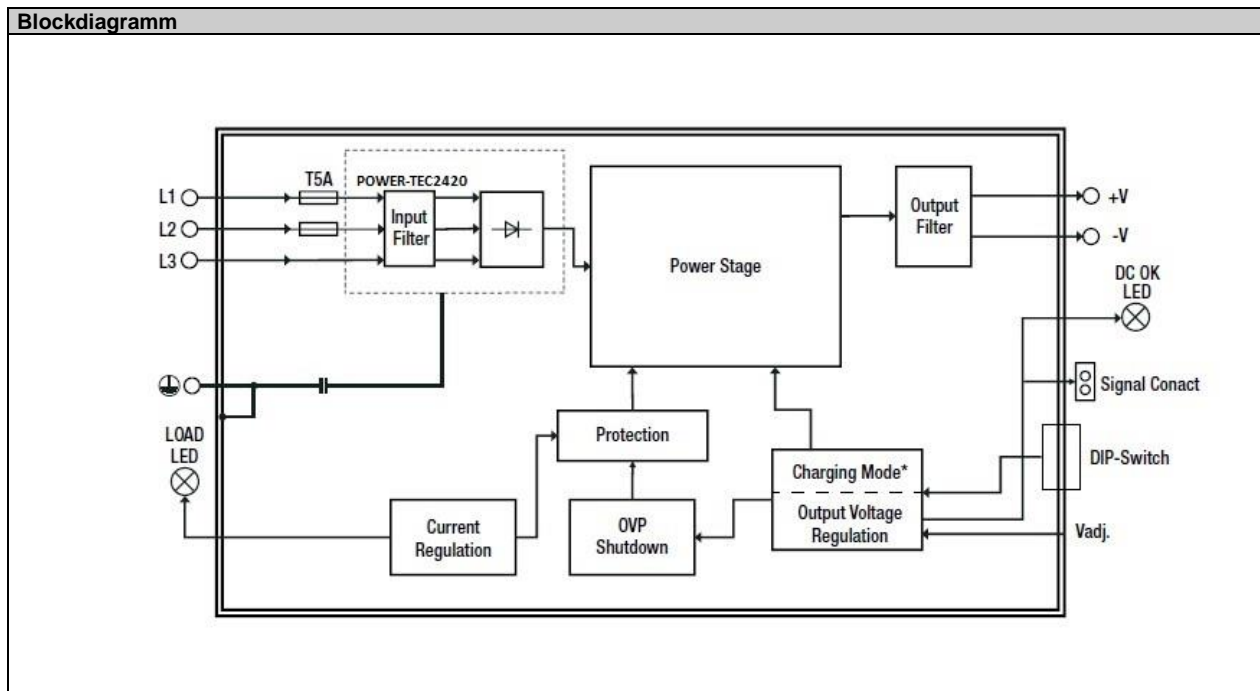 Blockdiagramm
T5A
POWER-TEC2420
L1
L2
L3
Input
Filter
Power Stage
Output
Filter
+V
-V
DC OK
LED
Signal Conact
LOAD
LED
Protection
Charging Mode*
DIP-Switch
Current
Regulation
OVP
Shutdown
Output Voltage
Regulation
Vadj.